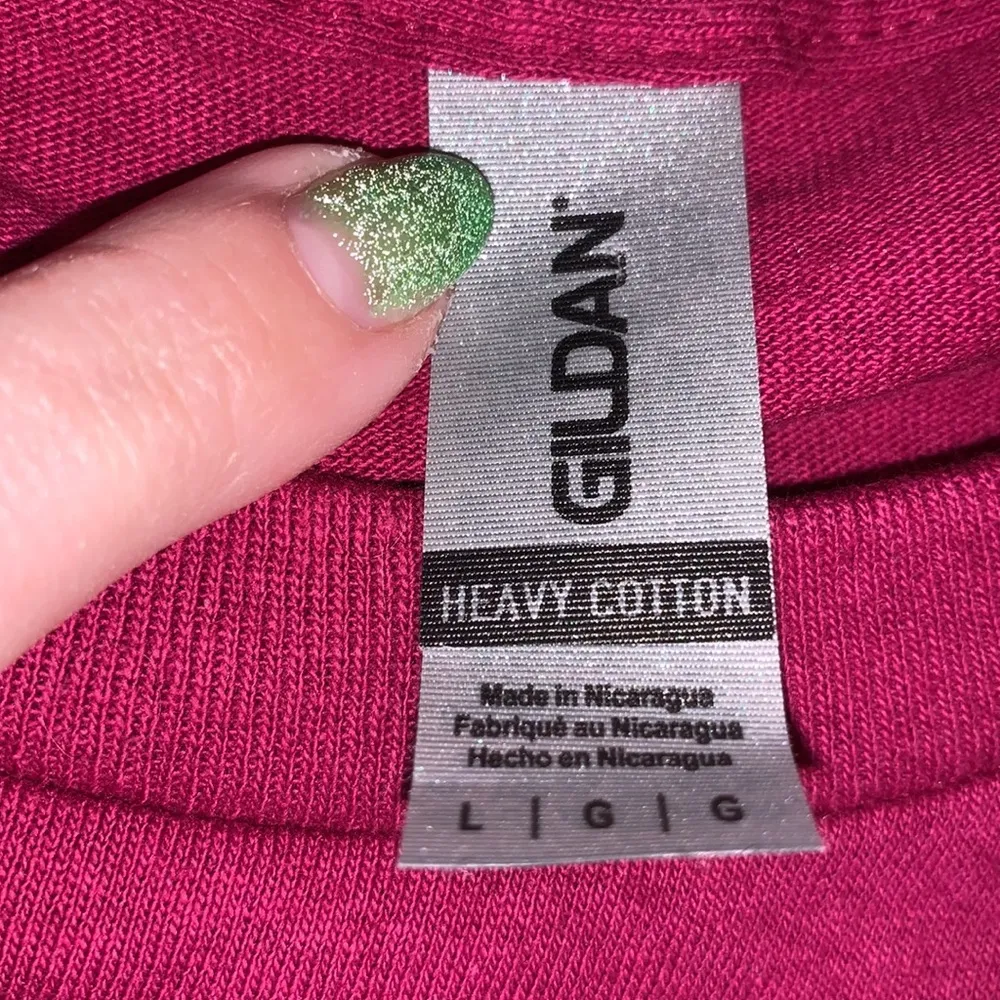 GILDAN
HEAVY COTTON
Made in Nicaragua
Fabriqué au Nicaragua
Hecho en Nicaragua
L | G | G